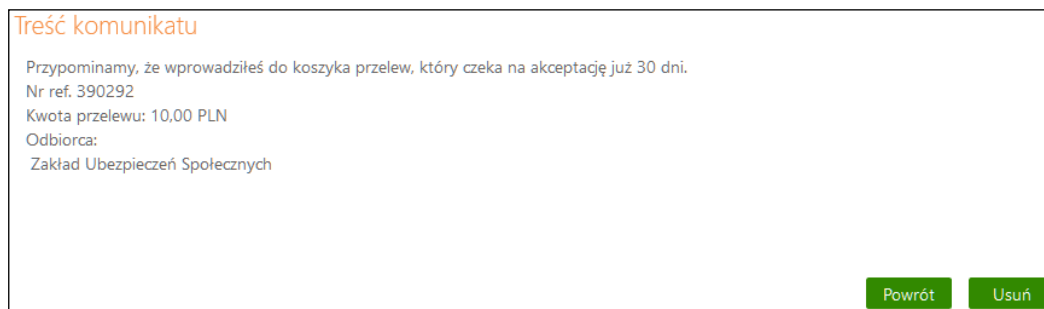 Treść komunikatu
Przypominamy, że wprowadziłeś do koszyka przelew, który czeka na akceptację już 30 dni.
Nr ref. 390292
Kwota przelewu: 10,00 PLN
Odbiorca:
Zakład Ubezpieczeń Społecznych
Powrót Usuń